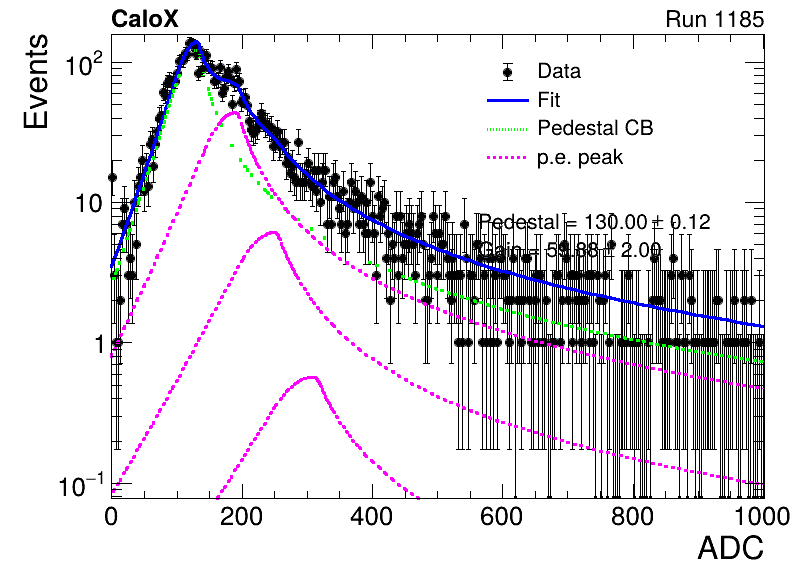 CaloX Run 1185
Events
10²
10
1
10⁻¹
Data
Fit
Pedestal CB
p.e. peak
Pedestal = 130.00 ± 0.12
Gain = ± 2.00
0 200 400 600 800 1000
ADC